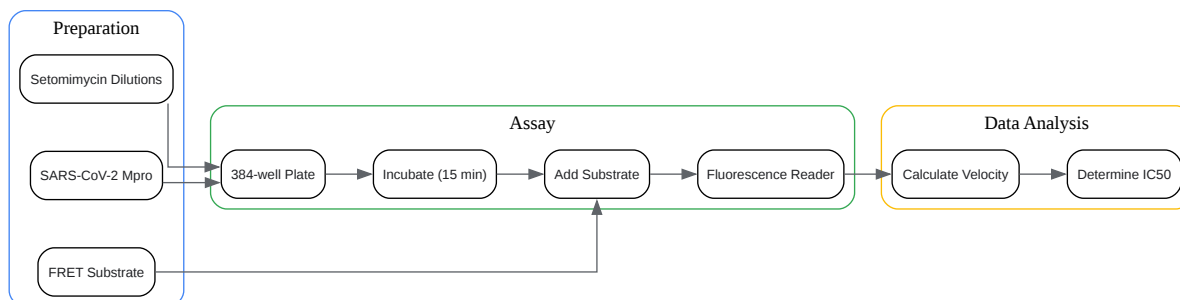 Preparation
Setomimycin Dilutions
SARS-CoV-2 Mpro
FRET Substrate
Assay
384-well Plate
Incubate (15 min)
Add Substrate
Fluorescence Reader
Data Analysis
Calculate Velocity
Determine IC50